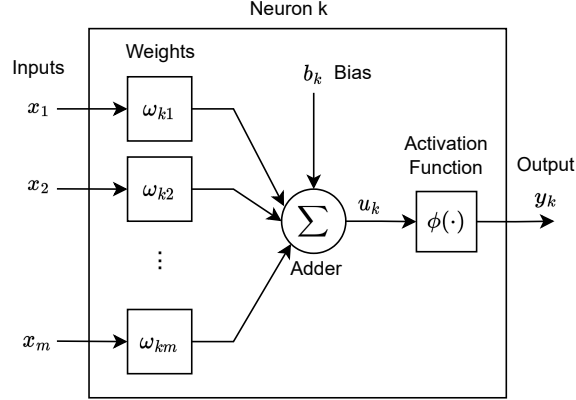 Neuron k
Weights
Inputs
x₁
ωₖ₁
bₖ Bias
Activation
Function
Output
x₂
ωₖ₂
Σ
uₖ
ϕ(·)
yₖ
⋮
Adder
xₘ
ωₖₘ